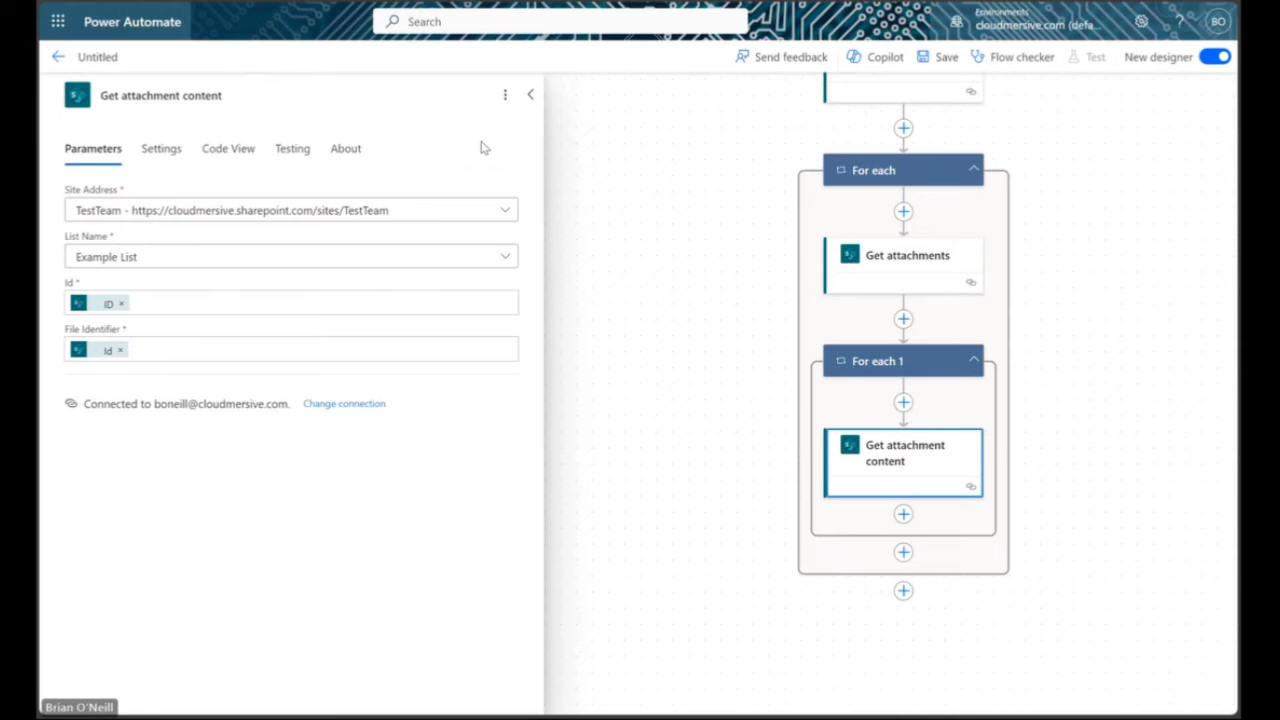 Power Automate
Search
Environments
cloudmersive.com (defa...
?
BO
Untitled
Send feedback
Copilot
Save
Flow checker
Test
New designer
Get attachment content
Parameters
Settings
Code View
Testing
About
Site Address *
TestTeam - https://cloudmersive.sharepoint.com/sites/TestTeam
List Name *
Example List
Id *
ID ×
File Identifier *
Id ×
Connected to boneill@cloudmersive.com. Change connection
For each
Get attachments
For each 1
Get attachment
content
Brian O'Neill